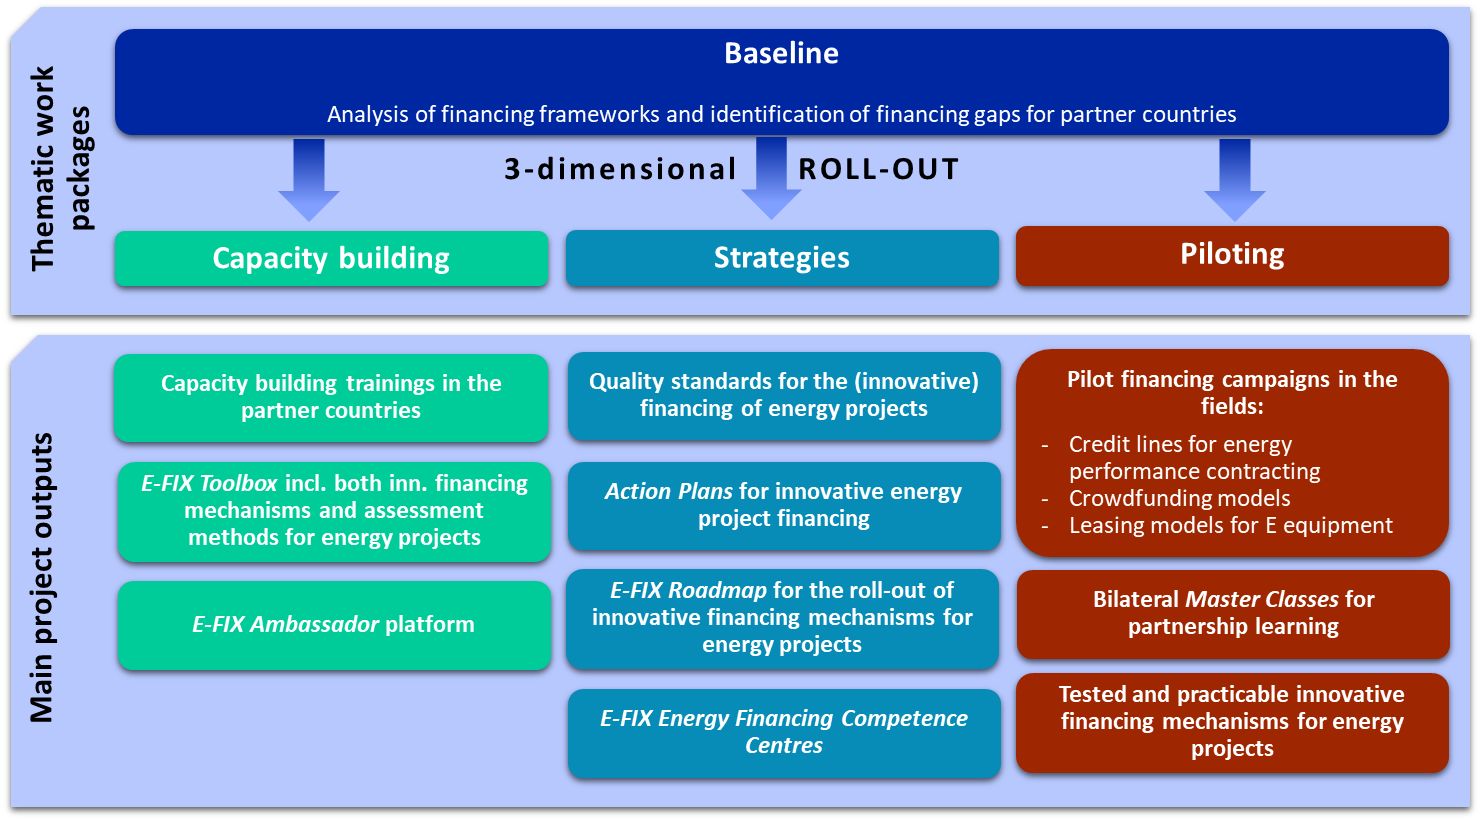 Thematic work
packages
Baseline
Analysis of financing frameworks and identification of financing gaps for partner countries
3-dimensional ROLL-OUT
Capacity building
Strategies
Piloting
Main project outputs
Capacity building trainings in the
partner countries
E-FIX Toolbox incl. both inn. financing
mechanisms and assessment
methods for energy projects
E-FIX Ambassador platform
Quality standards for the (innovative)
financing of energy projects
Action Plans for innovative energy
project financing
E-FIX Roadmap for the roll-out of
innovative financing mechanisms for
energy projects
E-FIX Energy Financing Competence
Centres
Pilot financing campaigns in the
fields:
- Credit lines for energy
performance contracting
- Crowdfunding models
- Leasing models for E equipment
Bilateral Master Classes for
partnership learning
Tested and practicable innovative
financing mechanisms for energy
projects